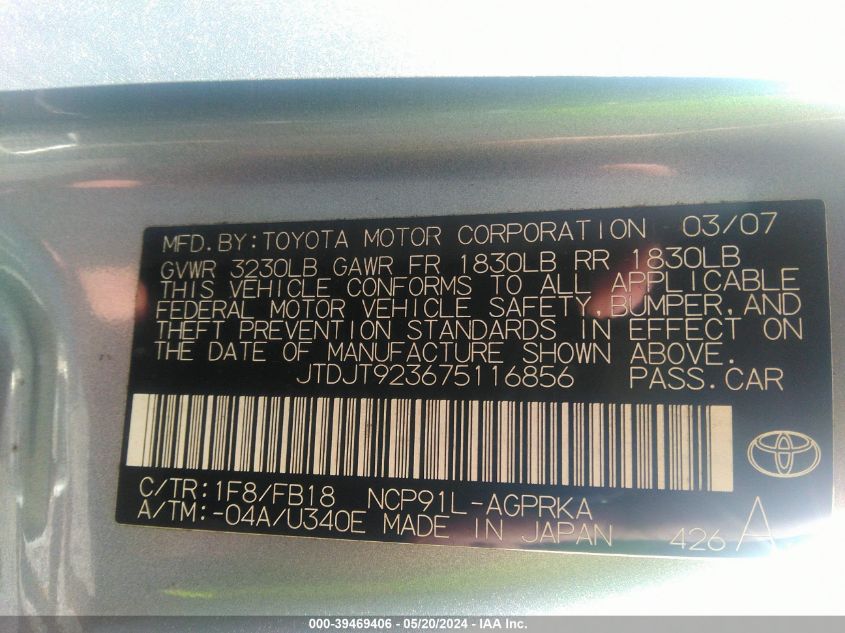 MFD.BY:TOYOTA MOTOR CORPORATION 03/07
GVWR 3230LB GAWR FR 1830LB RR 1830LB
THIS VEHICLE CONFORMS TO ALL APPLICABLE
FEDERAL MOTOR VEHICLE SAFETY,BUMPER,AND
THEFT PREVENTION STANDARDS IN EFFECT ON
THE DATE OF MANUFACTURE SHOWN ABOVE.
JTDJT923675116856 PASS.CAR
C/TR:1F8/FB18 NCP91L-AGPRKA
A/TM:-04A/U340E MADE IN JAPAN 426 A
000-39469406 - 05/20/2024 - IAA Inc.